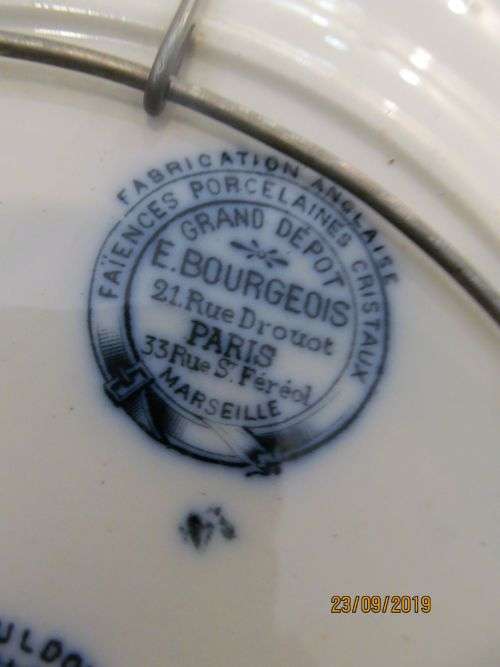 FABRICATION ANGLAISE
FAÏENCES PORCELAINES CRISTAUX
GRAND DÉPOT
E. BOURGEOIS
21. Rue Drouot
PARIS
33 Rue St. Féréol
MARSEILLE
23/09/2019